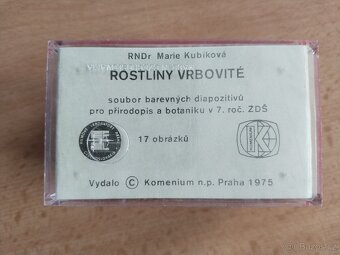 RNDr Marie Kubíková
ROSTLINY VRBOVITÉ
soubor barevných diapozitivů
pro přírodopis a botaniku v 7. roč. ZDŠ
17 obrázků
Vydalo © Komenium n.p. Praha 1975